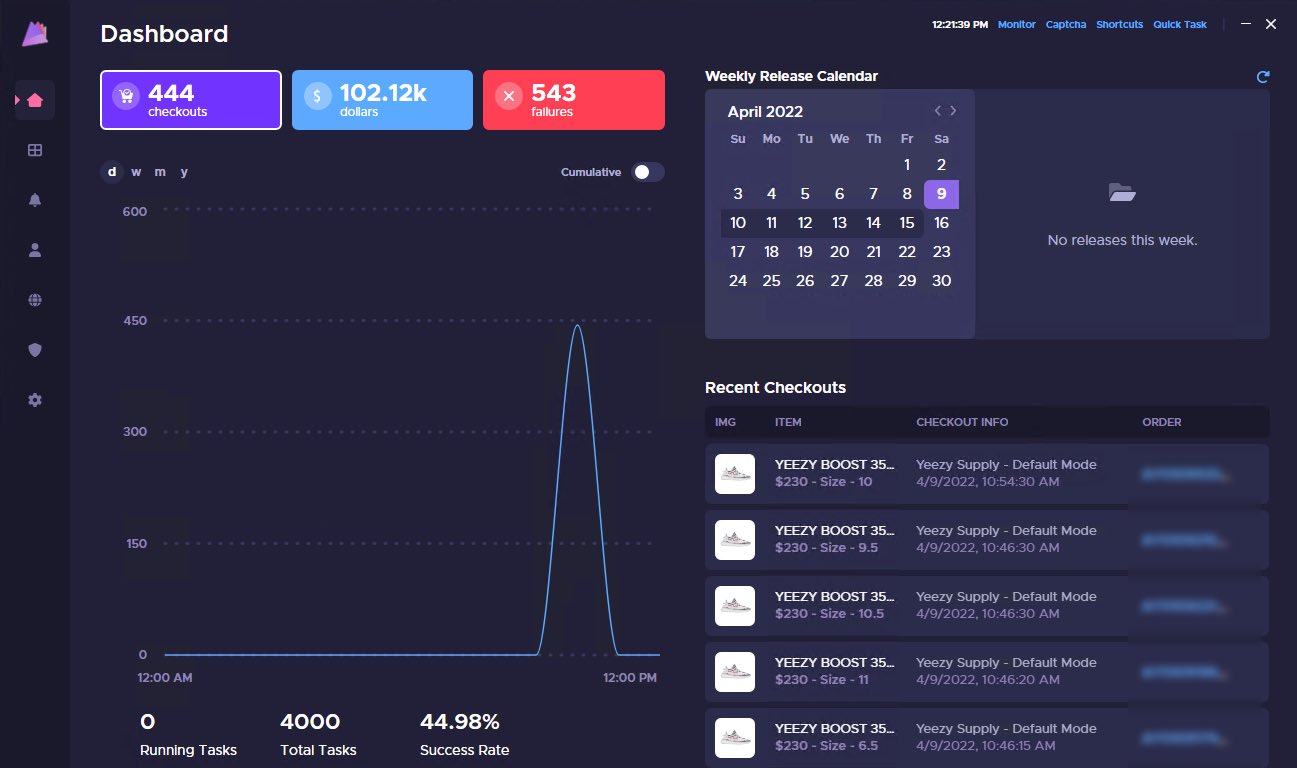 Dashboard
12:21:39 PM Monitor Captcha Shortcuts Quick Task
444
checkouts
102.12k
dollars
543
failures
d w m y
Cumulative
600
450
300
150
0
12:00 AM
12:00 PM
0
Running Tasks
4000
Total Tasks
44.98%
Success Rate
Weekly Release Calendar
April 2022
Su Mo Tu We Th Fr Sa
1 2
3 4 5 6 7 8 9
10 11 12 13 14 15 16
17 18 19 20 21 22 23
24 25 26 27 28 29 30
No releases this week.
Recent Checkouts
IMG ITEM CHECKOUT INFO ORDER
YEEZY BOOST 35... Yeezy Supply - Default Mode
$230 - Size - 10 4/9/2022, 10:54:30 AM
YEEZY BOOST 35... Yeezy Supply - Default Mode
$230 - Size - 9.5 4/9/2022, 10:46:30 AM
YEEZY BOOST 35... Yeezy Supply - Default Mode
$230 - Size - 10.5 4/9/2022, 10:46:30 AM
YEEZY BOOST 35... Yeezy Supply - Default Mode
$230 - Size - 11 4/9/2022, 10:46:20 AM
YEEZY BOOST 35... Yeezy Supply - Default Mode
$230 - Size - 6.5 4/9/2022, 10:46:15 AM